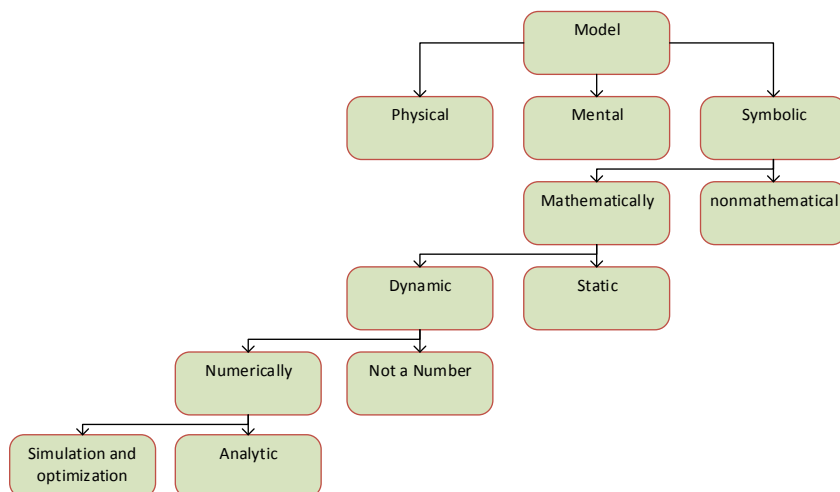 Model
Physical
Mental
Symbolic
Mathematically
nonmathematical
Dynamic
Static
Numerically
Not a Number
Simulation and
optimization
Analytic